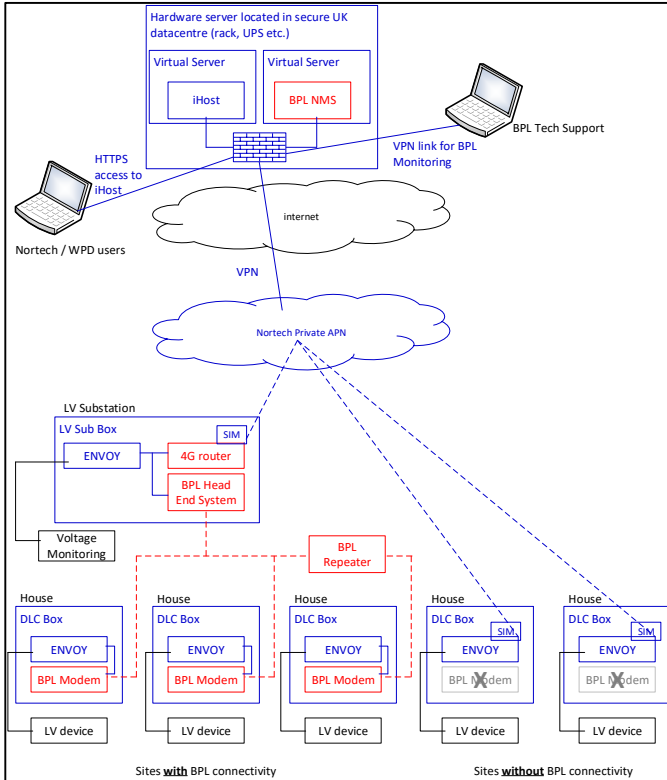 Hardware server located in secure UK
datacentre (rack, UPS etc.)
Virtual Server
Virtual Server
iHost
BPL NMS
BPL Tech Support
HTTPS
access to
iHost
VPN link for BPL
Monitoring
Nortech / WPD users
internet
VPN
Nortech Private APN
LV Substation
LV Sub Box
SIM
ENVOY
4G router
BPL Head
End System
Voltage
Monitoring
BPL
Repeater
House
House
House
House
House
DLC Box
DLC Box
DLC Box
DLC Box
DLC Box
SIM
SIM
ENVOY
ENVOY
ENVOY
ENVOY
ENVOY
BPL Modem
BPL Modem
BPL Modem
BPL Modem
X
BPL Modem
X
LV device
LV device
LV device
LV device
LV device
Sites with BPL connectivity
Sites without BPL connectivity